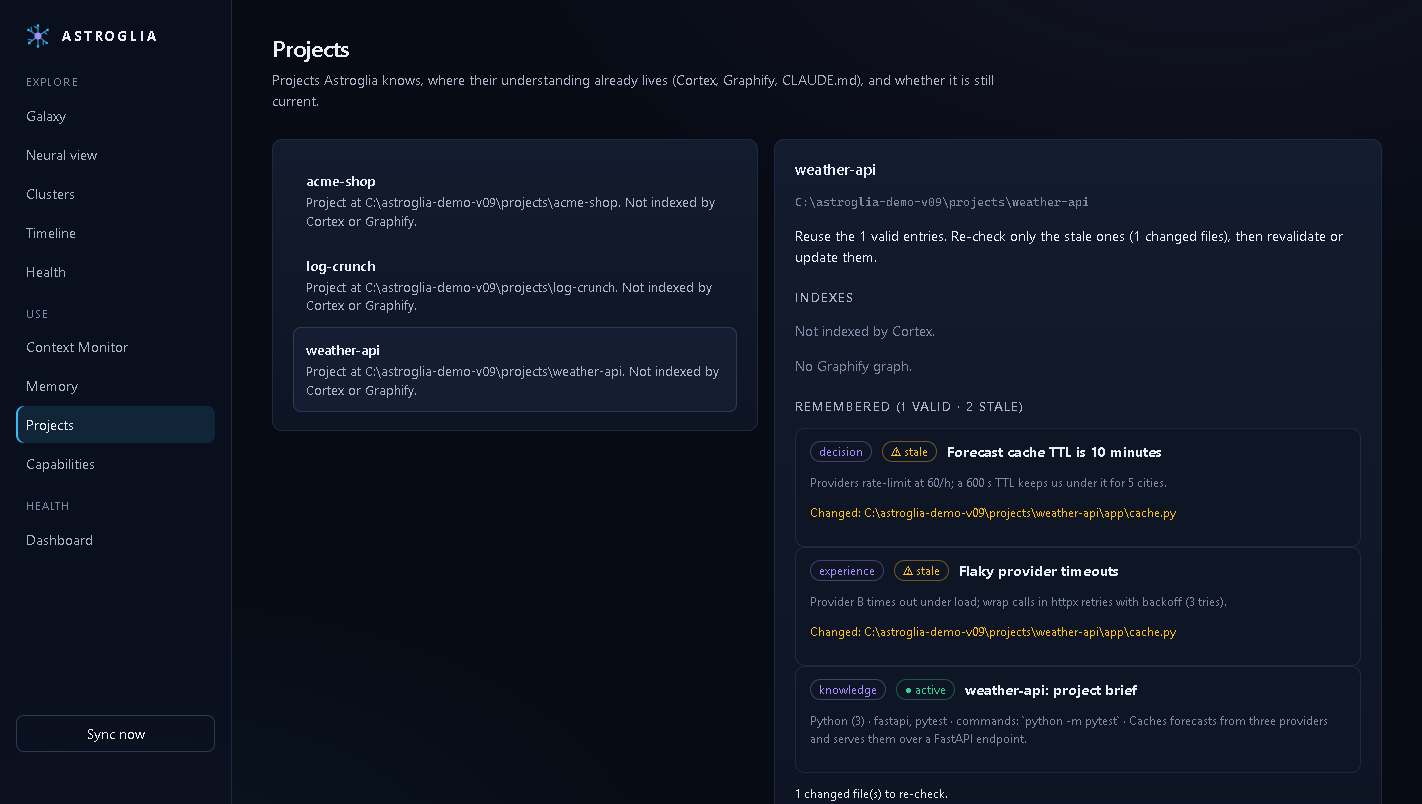 ASTROGLIA
EXPLORE
Galaxy
Neural view
Clusters
Timeline
Health
USE
Context Monitor
Memory
Projects
Capabilities
HEALTH
Dashboard
Sync now
Projects
Projects Astroglia knows, where their understanding already lives (Cortex, Graphify, CLAUDE.md), and whether it is still
current.
acme-shop
Project at C:\astroglia-demo-v09\projects\acme-shop. Not indexed by
Cortex or Graphify.
log-crunch
Project at C:\astroglia-demo-v09\projects\log-crunch. Not indexed by
Cortex or Graphify.
weather-api
Project at C:\astroglia-demo-v09\projects\weather-api. Not indexed by
Cortex or Graphify.
weather-api
C:\astroglia-demo-v09\projects\weather-api
Reuse the 1 valid entries. Re-check only the stale ones (1 changed files), then revalidate or
update them.
INDEXES
Not indexed by Cortex.
No Graphify graph.
REMEMBERED (1 VALID · 2 STALE)
decision ⚠ stale Forecast cache TTL is 10 minutes
Providers rate-limit at 60/h; a 600 s TTL keeps us under it for 5 cities.
Changed: C:\astroglia-demo-v09\projects\weather-api\app\cache.py
experience ⚠ stale Flaky provider timeouts
Provider B times out under load; wrap calls in httpx retries with backoff (3 tries).
Changed: C:\astroglia-demo-v09\projects\weather-api\app\cache.py
knowledge ● active weather-api: project brief
Python (3) · fastapi, pytest · commands: `python -m pytest` · Caches forecasts from three providers
and serves them over a FastAPI endpoint.
1 changed file(s) to re-check.